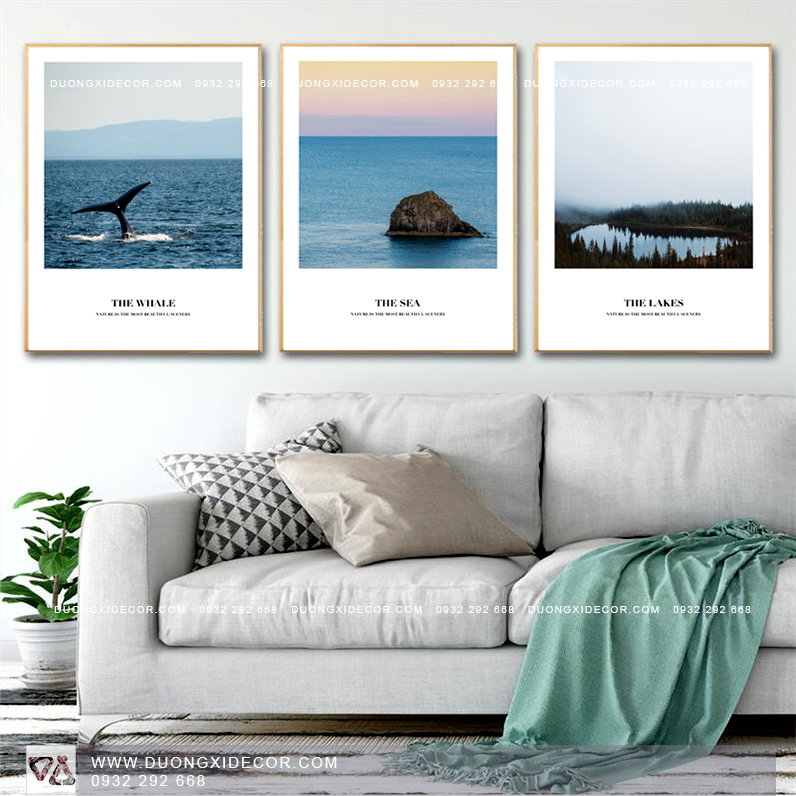 DUONGXIDECOR.COM 0932 292 668 DUONGXIDECOR.COM 0932 292 668 DUONGXIDECOR.COM 0932 292 668
THE WHALE
NATURE IS THE MOST BEAUTIFUL SCENERY
THE SEA
NATURE IS THE MOST BEAUTIFUL SCENERY
THE LAKES
NATURE IS THE MOST BEAUTIFUL SCENERY
DUONGXIDECOR.COM 0932 292 668 DUONGXIDECOR.COM 0932 292 668 DUONGXIDECOR.COM 0932 292 668
WWW.DUONGXIDECOR.COM
0932 292 668